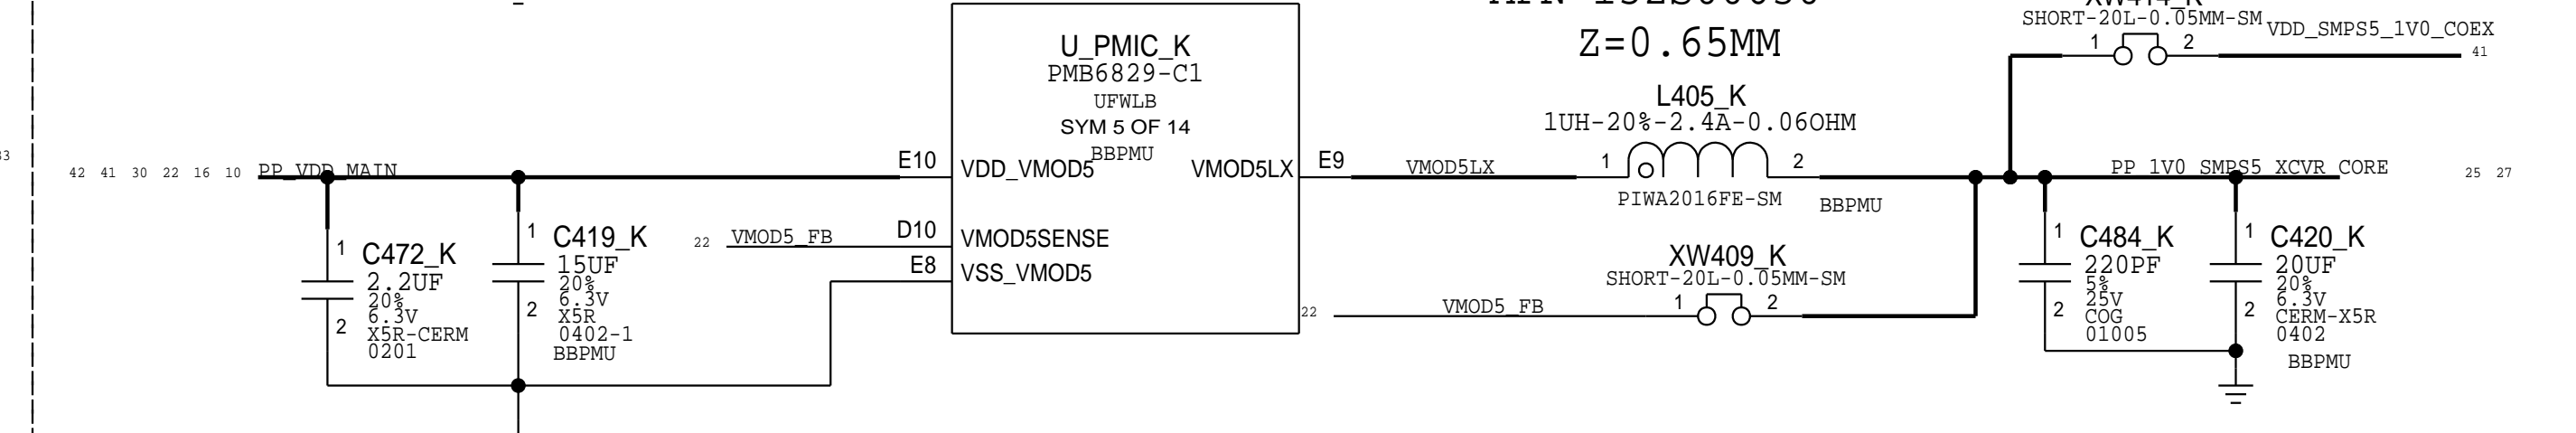 U_PMIC_K
PMB6829-C1
UFWLB
SYM 5 OF 14
BBPMU
Z=0.65MM
SHORT-20L-0.05MM-SM
VDD_SMPS5_1V0_COEX
1 2
41
L405_K
1UH-20%-2.4A-0.06OHM
42 41 30 22 16 10 PP_VDD_MAIN
E10 VDD_VMOD5
VMOD5LX E9
VMOD5LX
1 2
PIWA2016FE-SM
BBPMU
PP_1V0_SMPS5_XCVR_CORE
25 27
22 VMOD5_FB D10 VMOD5SENSE
E8 VSS_VMOD5
1 C472_K
2.2UF
20%
6.3V
2 X5R-CERM
0201
1 C419_K
15UF
20%
6.3V
2 X5R
0402-1
BBPMU
XW409_K
SHORT-20L-0.05MM-SM
22 VMOD5_FB 1 2
1 C484_K
220PF
5%
25V
2 COG
01005
1 C420_K
20UF
20%
6.3V
2 CERM-X5R
0402
BBPMU